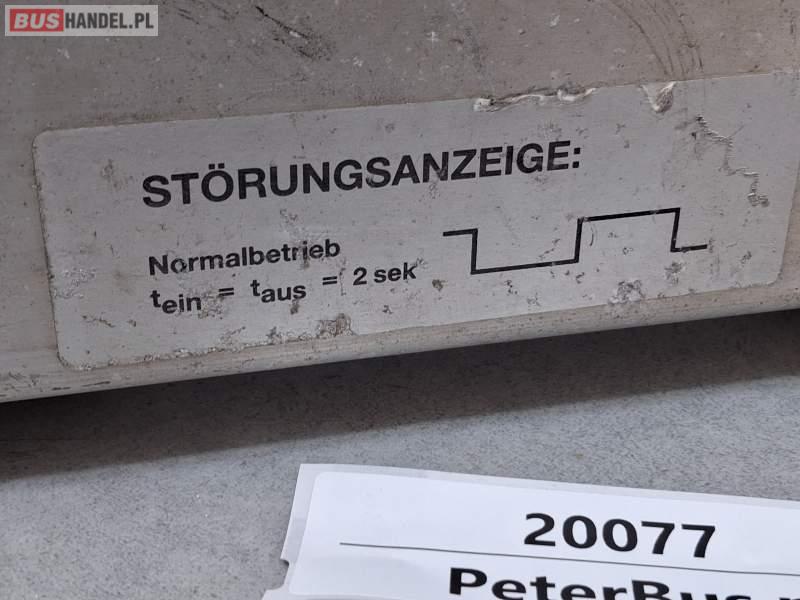 BUSHANDEL.PL
STÖRUNGSANZEIGE:
Normalbetrieb
tein = taus = 2 sek
20077